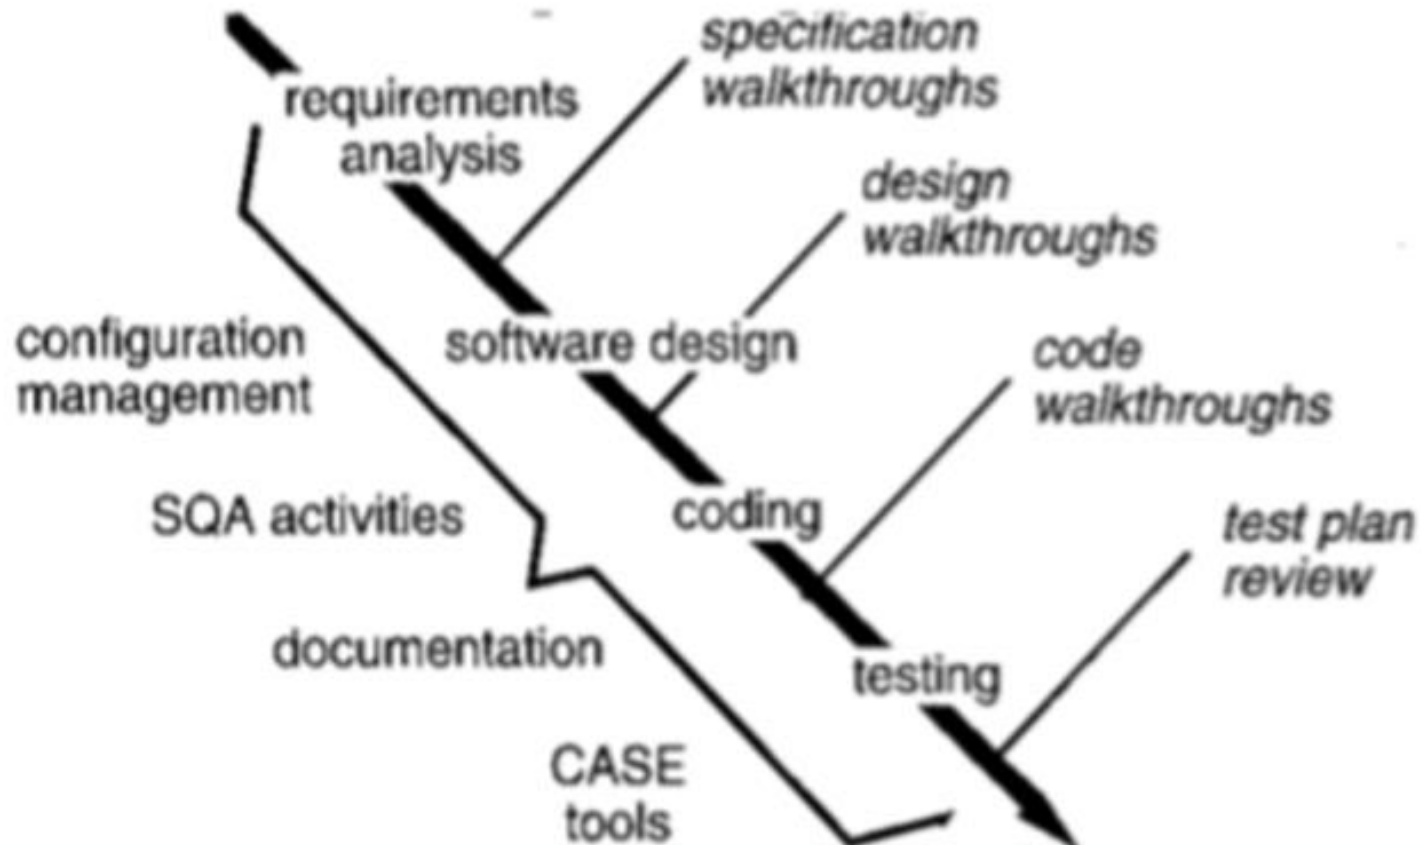 specification
walkthroughs
requirements
analysis
design
walkthroughs
configuration
management
software design
code
walkthroughs
SQA activities
coding
test plan
review
documentation
testing
CASE
tools